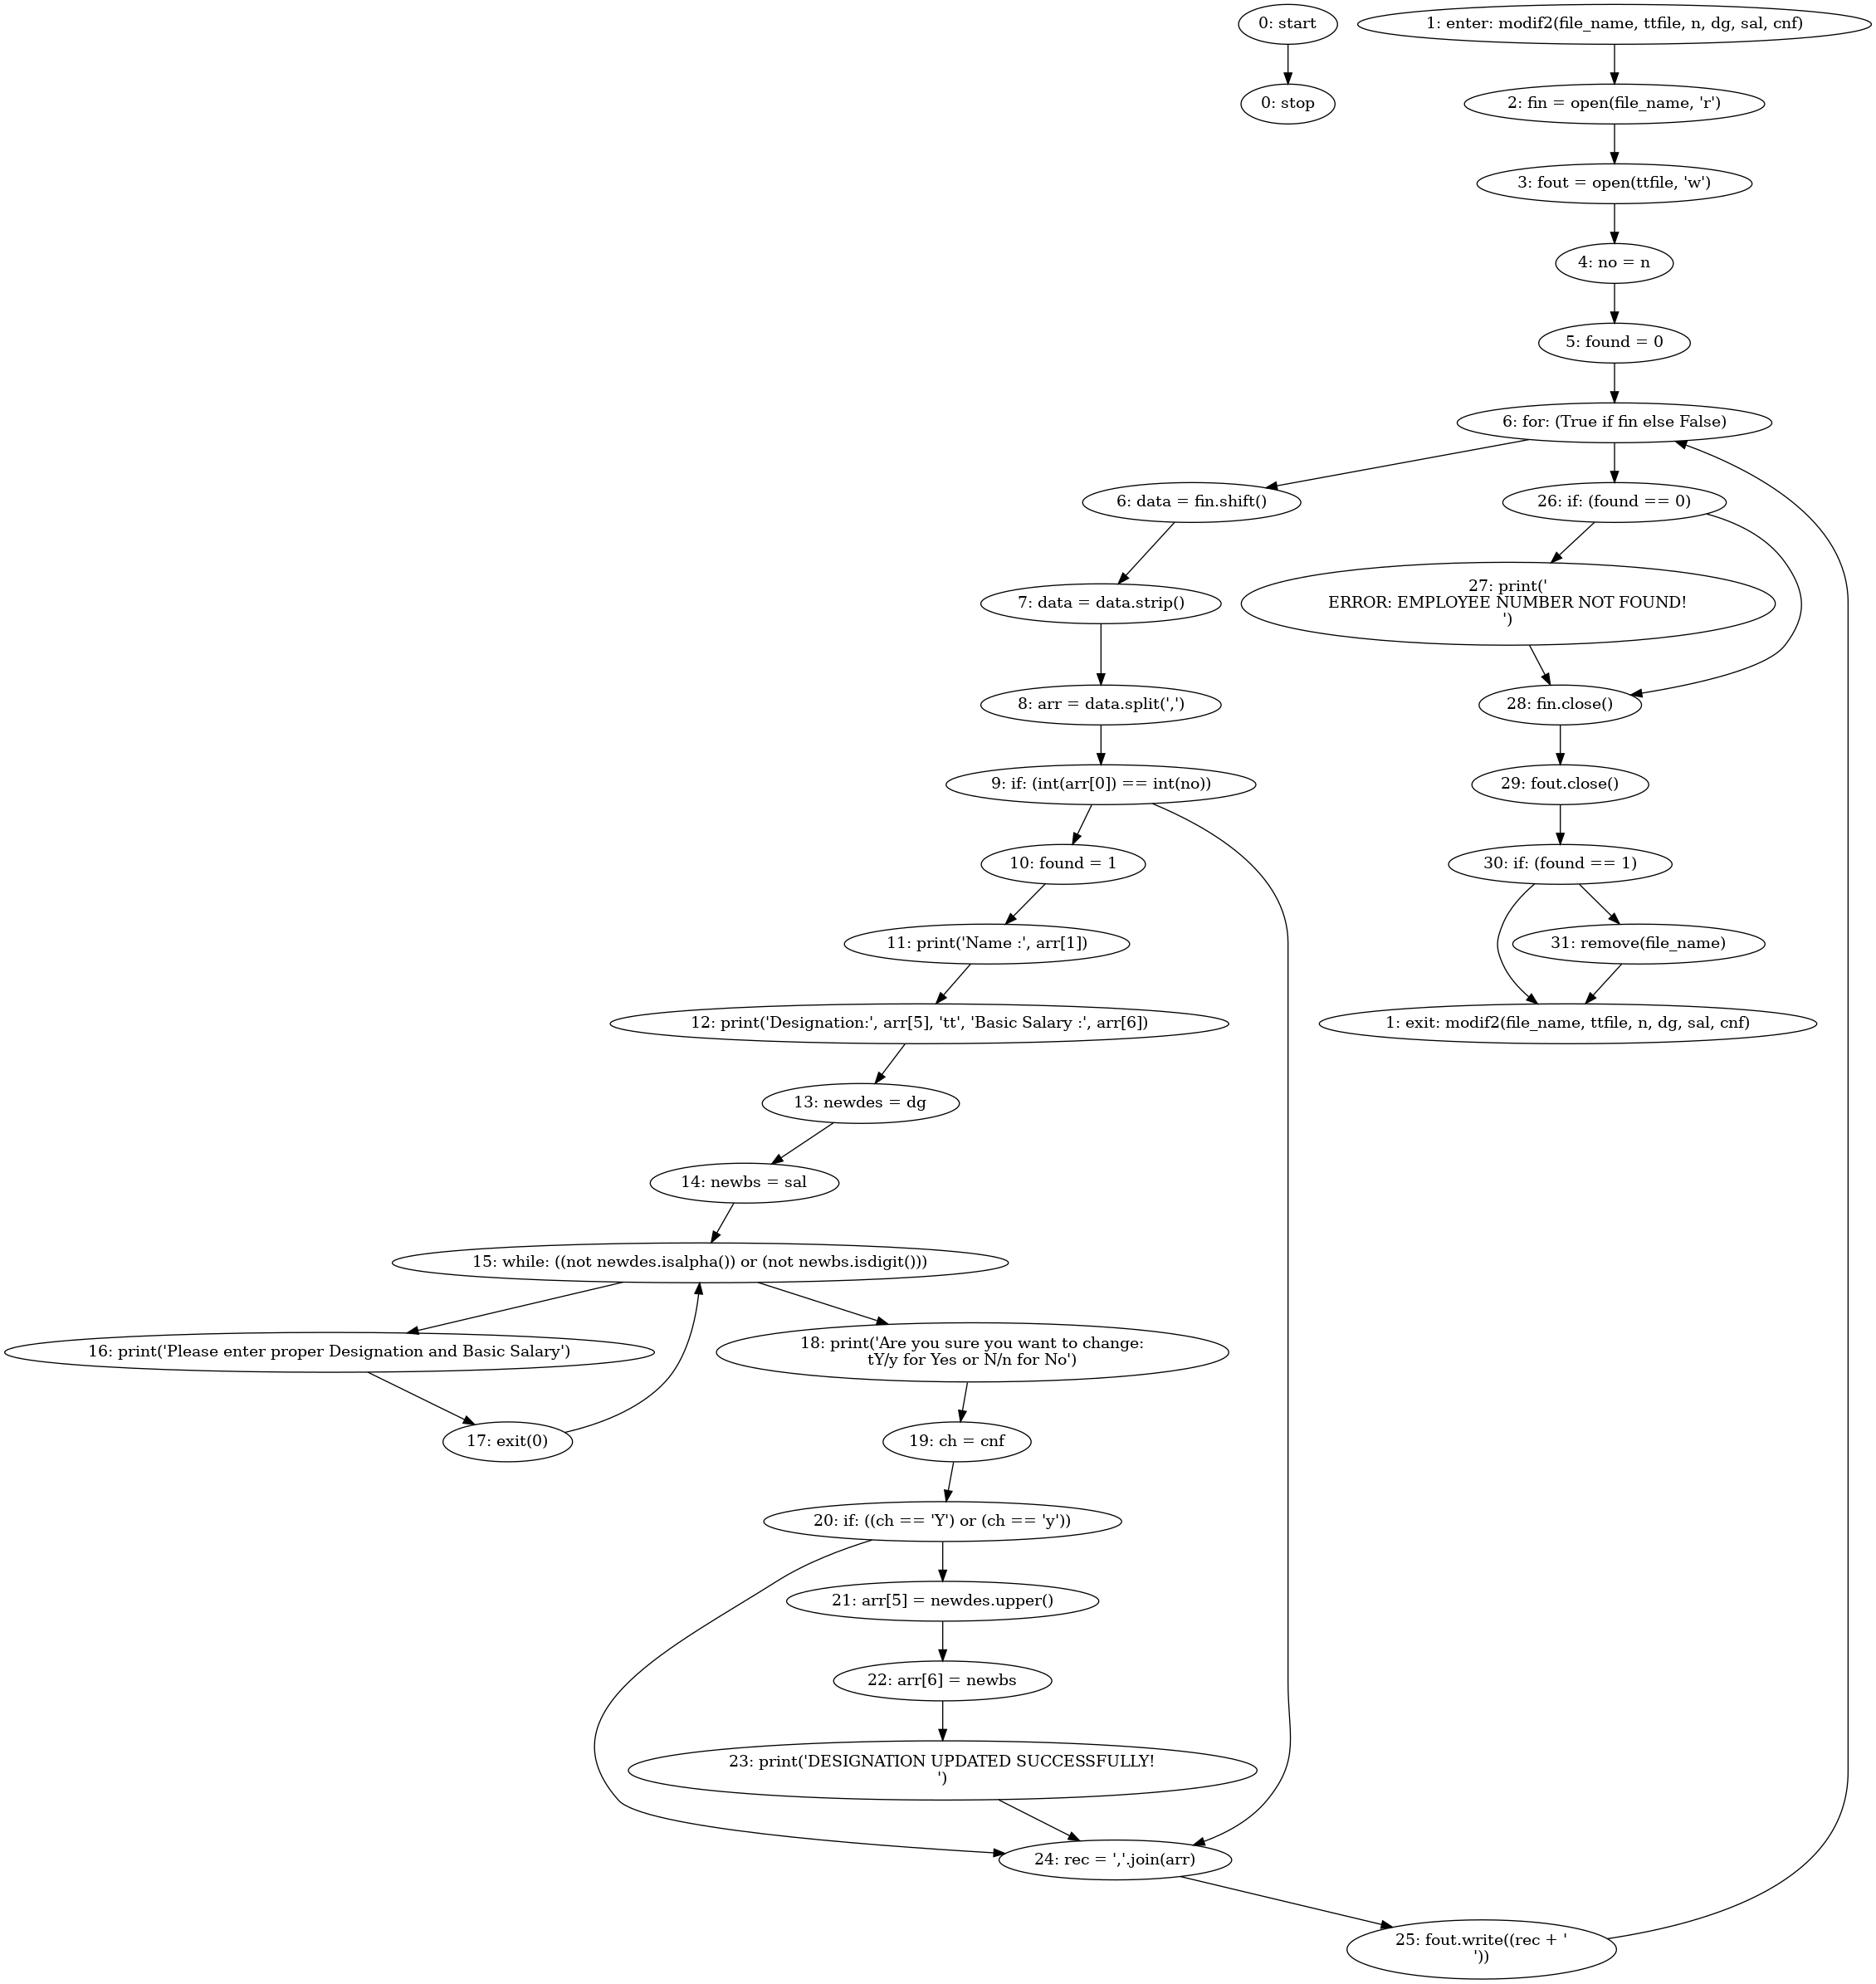 0: start
0: stop
1: enter: modif2(file_name, ttfile, n, dg, sal, cnf)
2: fin = open(file_name, 'r')
3: fout = open(ttfile, 'w')
4: no = n
5: found = 0
6: for: (True if fin else False)
6: data = fin.shift()
7: data = data.strip()
8: arr = data.split(',')
9: if: (int(arr[0]) == int(no))
10: found = 1
11: print('Name :', arr[1])
12: print('Designation:', arr[5], 'tt', 'Basic Salary :', arr[6])
13: newdes = dg
14: newbs = sal
15: while: ((not newdes.isalpha()) or (not newbs.isdigit()))
16: print('Please enter proper Designation and Basic Salary')
17: exit(0)
18: print('Are you sure you want to change:
tY/y for Yes or N/n for No')
19: ch = cnf
20: if: ((ch == 'Y') or (ch == 'y'))
21: arr[5] = newdes.upper()
22: arr[6] = newbs
23: print('DESIGNATION UPDATED SUCCESSFULLY!
')
24: rec = ','.join(arr)
25: fout.write((rec + '
'))
26: if: (found == 0)
27: print('
ERROR: EMPLOYEE NUMBER NOT FOUND!
')
28: fin.close()
29: fout.close()
30: if: (found == 1)
31: remove(file_name)
1: exit: modif2(file_name, ttfile, n, dg, sal, cnf)